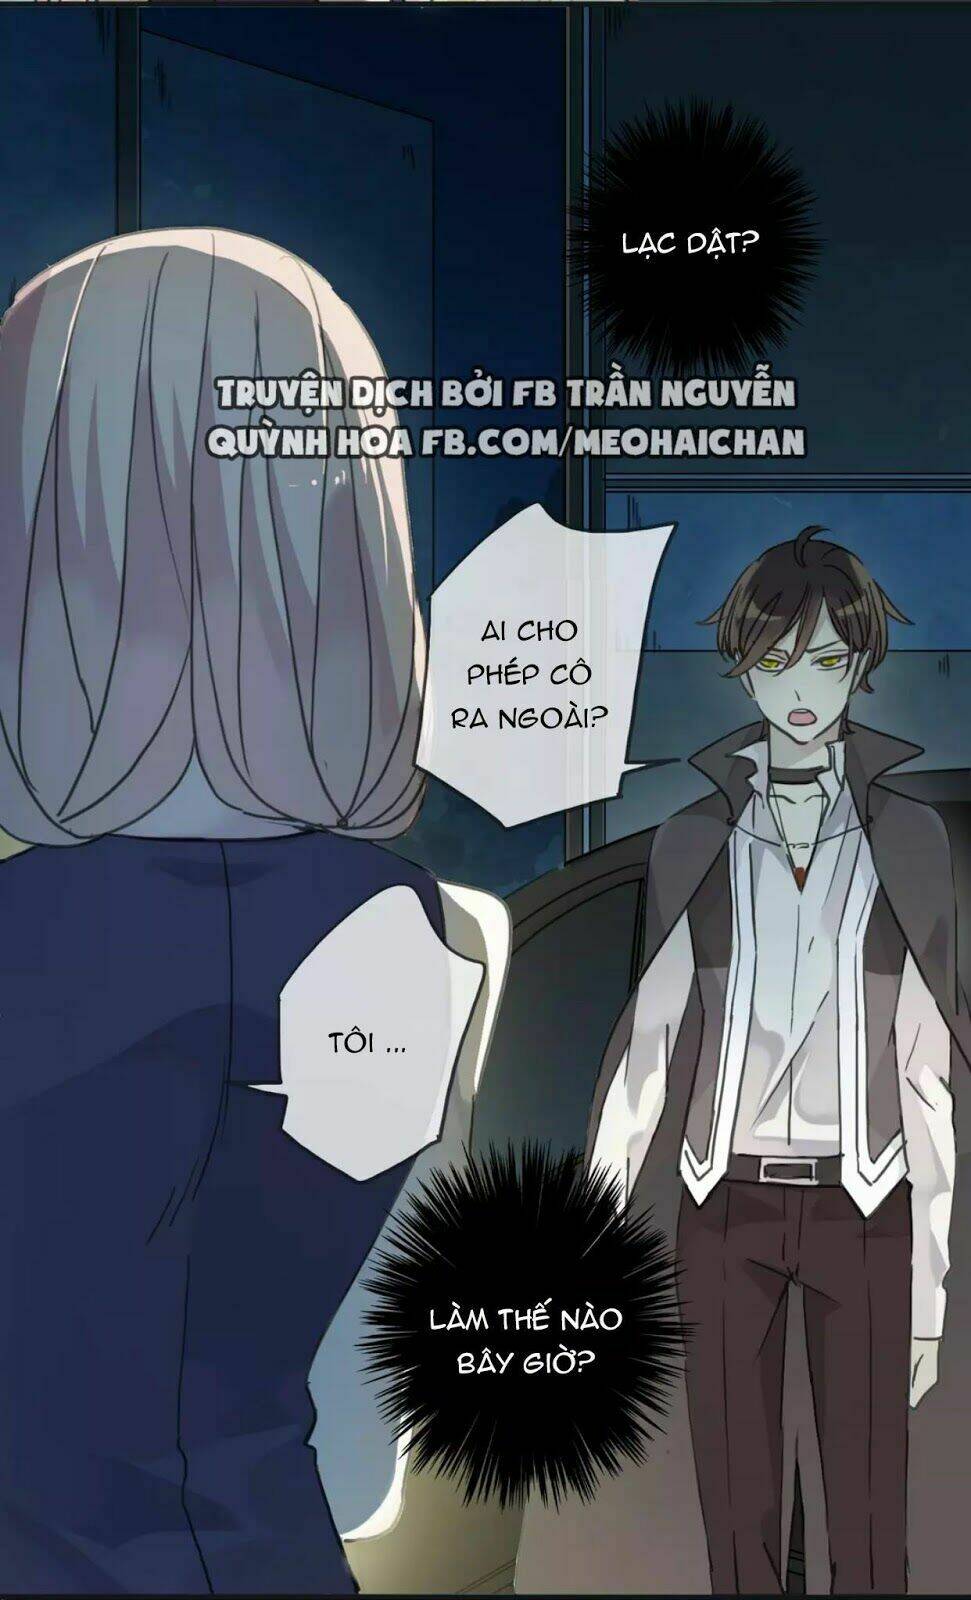 LẠC DẬT?
TRUYỆN DỊCH BỞI FB TRẦN NGUYỄN
QUỲNH HOA FB.COM/MEOHAICHAN
AI CHO
PHÉP CÔ
RA NGOÀI?
TÔI ...
LÀM THẾ NÀO
BÂY GIỜ?